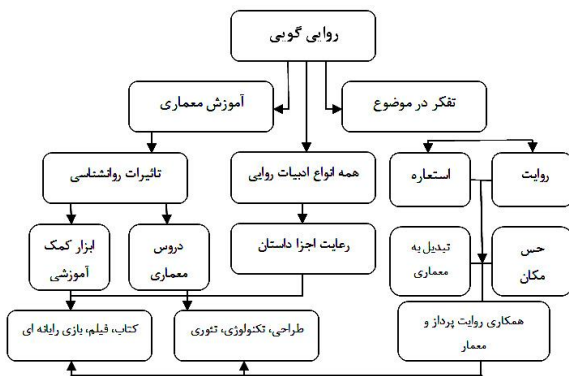 روایی گویی
آموزش معماری
تفکر در موضوع
تاثیرات روانشناسی
همه انواع ادبیات روایی
استعاره
روایت
ابزار کمک
آموزشی
دروس
معماری
رعایت اجزا داستان
تبدیل به
معماری
حس
مکان
کتاب، فیلم، بازی رایانه ای
طراحی، تکنولوژی، تئوری
همکاری روایت پرداز و
معمار